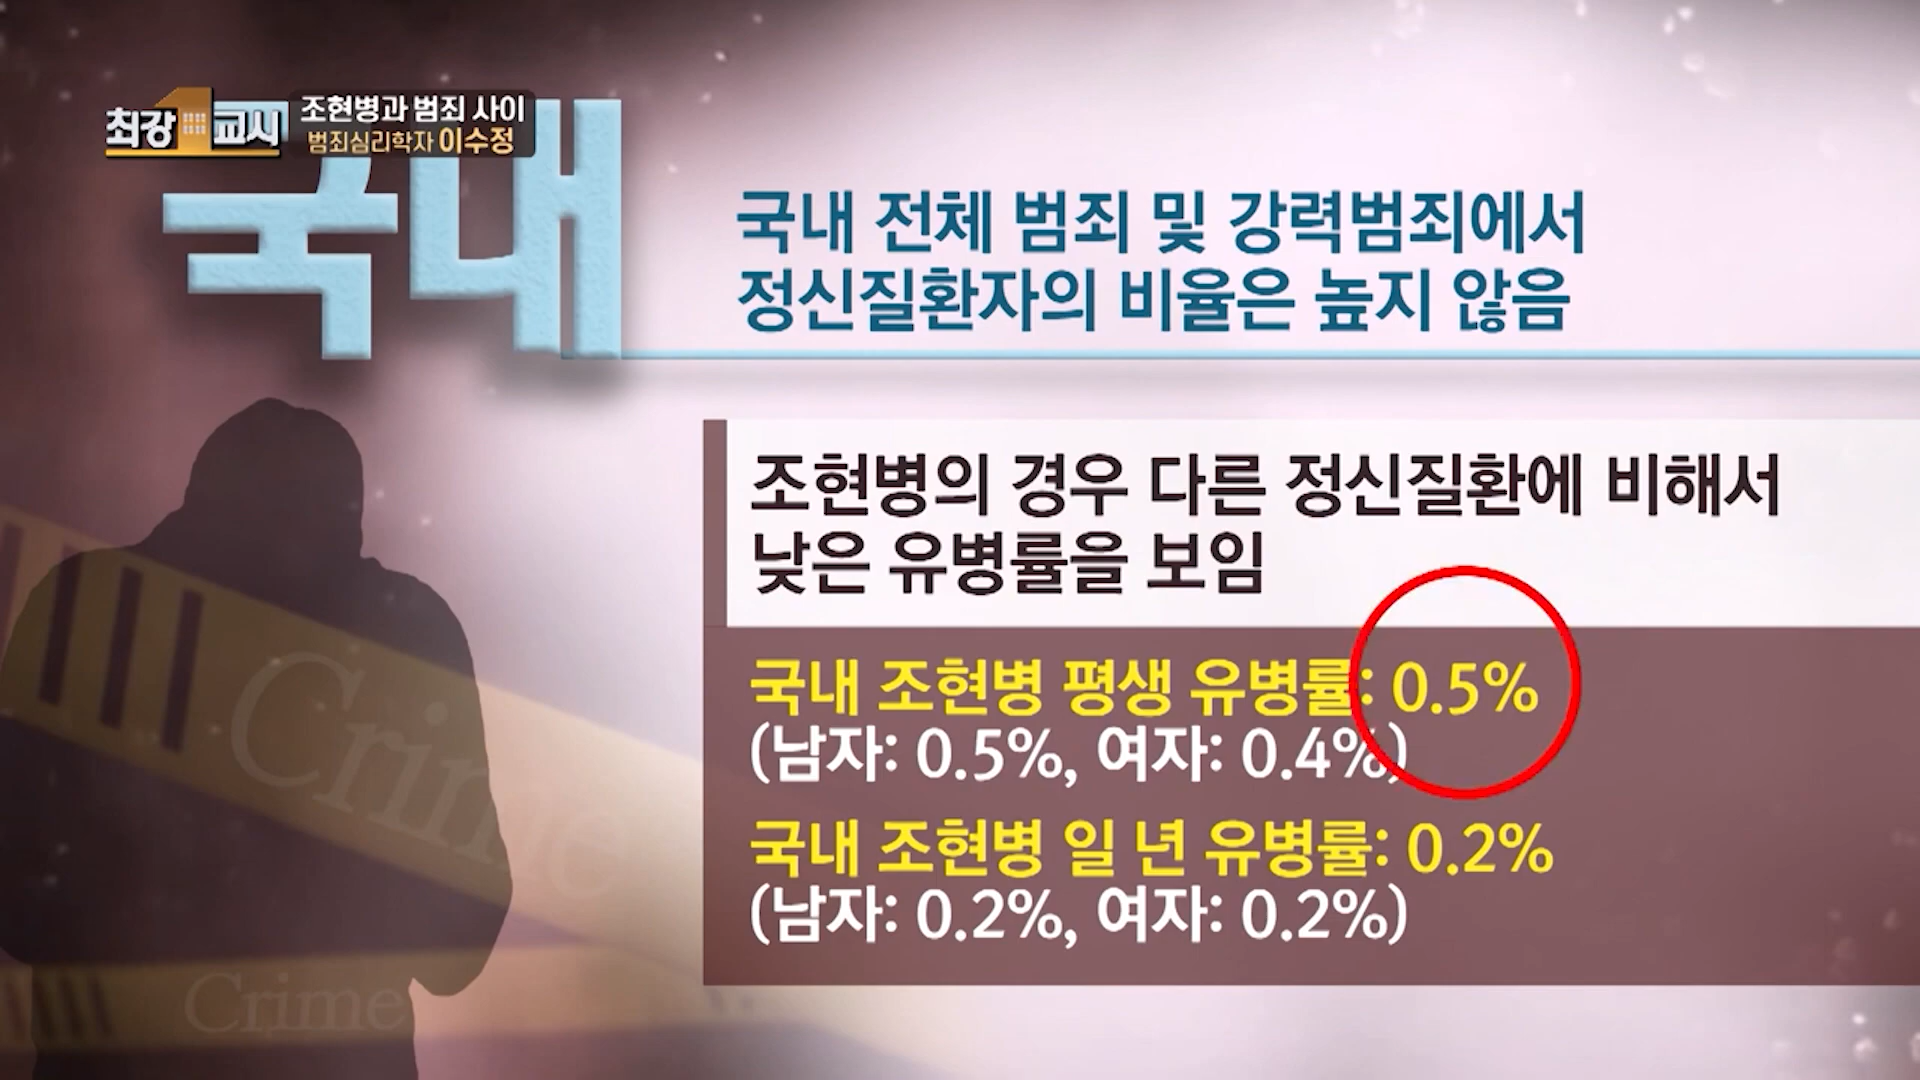 최강1교시
조현병과 범죄 사이
범죄심리학자 이수정
국내
국내 전체 범죄 및 강력범죄에서
정신질환자의 비율은 높지 않음
조현병의 경우 다른 정신질환에 비해서
낮은 유병률을 보임
국내 조현병 평생 유병률: 0.5%
(남자: 0.5%, 여자: 0.4%)
국내 조현병 일 년 유병률: 0.2%
(남자: 0.2%, 여자: 0.2%)
Crime
Crime